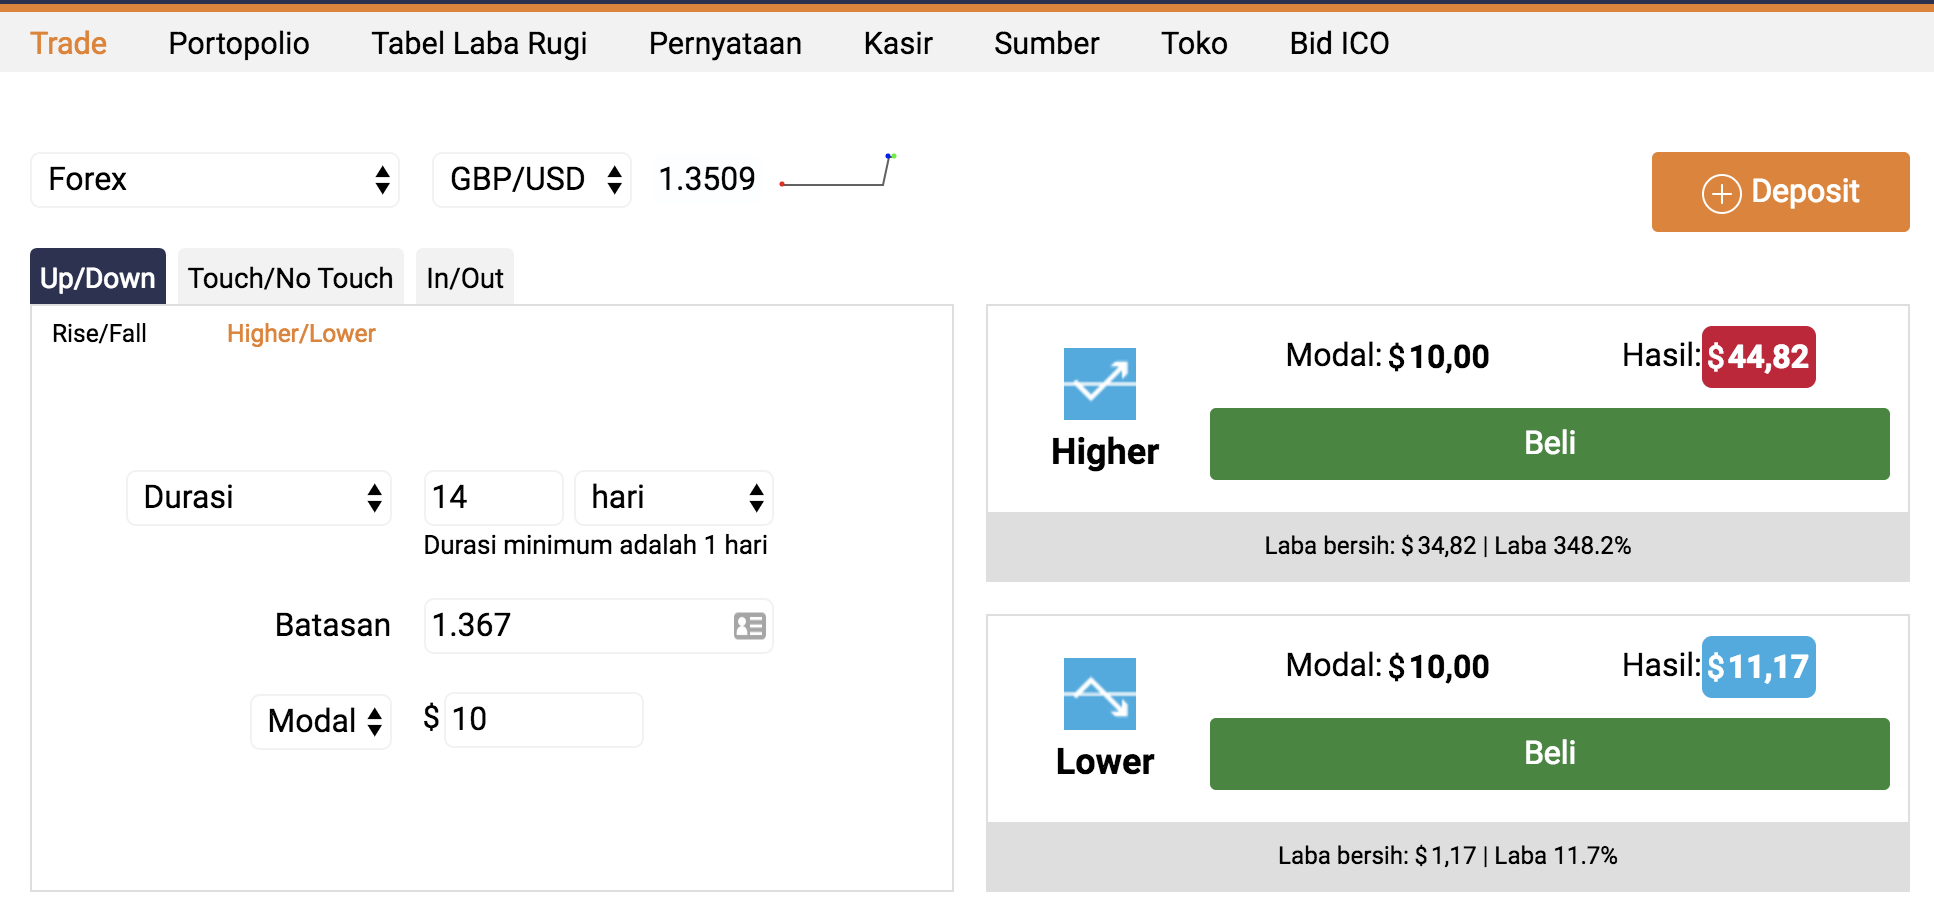 Trade Portopolio Tabel Laba Rugi Pernyataan Kasir Sumber Toko Bid ICO
Forex GBP/USD 1.3509
Deposit
Up/Down Touch/No Touch In/Out
Rise/Fall Higher/Lower
Durasi 14 hari
Durasi minimum adalah 1 hari
Batasan 1.367
Modal $ 10
Modal: $10,00 Hasil: $44,82
Beli
Higher
Laba bersih: $34,82 | Laba 348.2%
Modal: $10,00 Hasil: $11,17
Beli
Lower
Laba bersih: $1,17 | Laba 11.7%